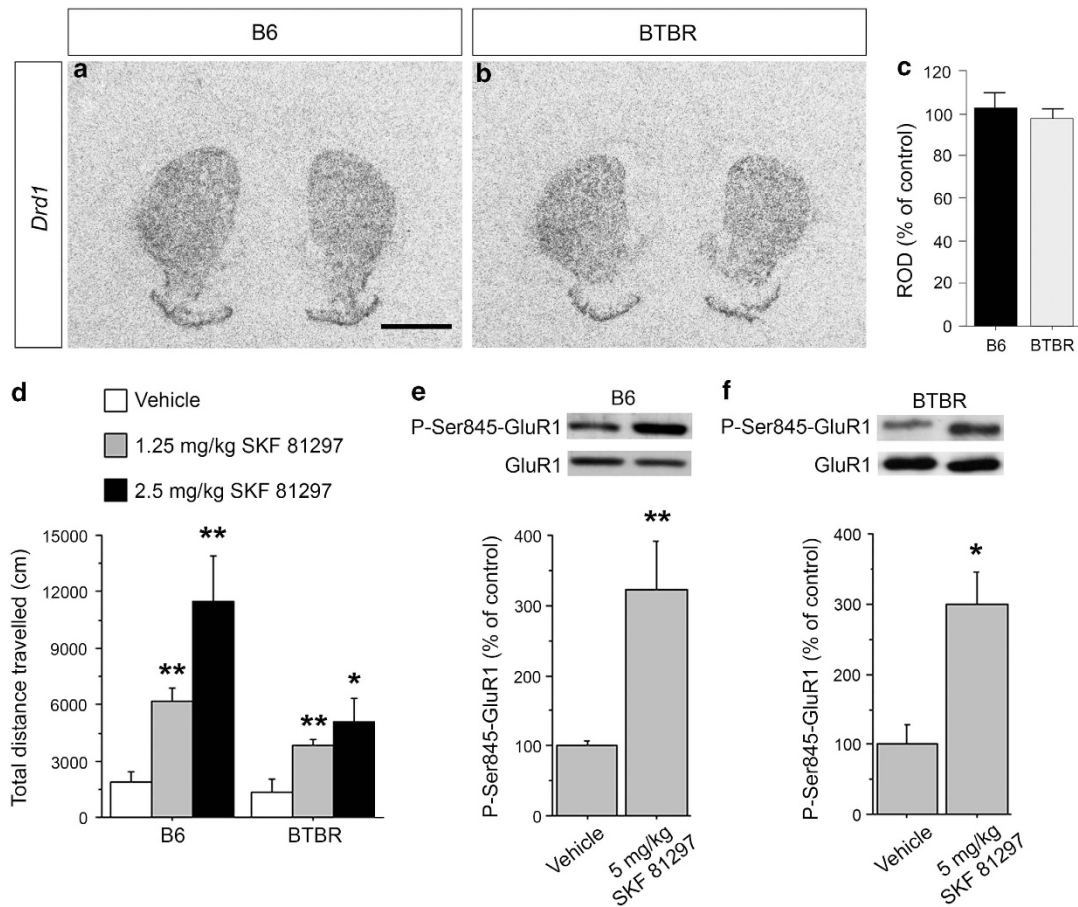 B6
BTBR
Drd1
a
b
c
120
100
80
60
40
20
0
ROD (% of control)
B6
BTBR
d
Vehicle
1.25 mg/kg SKF 81297
2.5 mg/kg SKF 81297
15000
12000
9000
6000
3000
0
Total distance travelled (cm)
**
**
**
*
B6
BTBR
e
B6
P-Ser845-GluR1
GluR1
400
300
200
100
0
P-Ser845-GluR1 (% of control)
**
Vehicle
5 mg/kg
SKF 81297
f
BTBR
P-Ser845-GluR1
GluR1
400
300
200
100
0
P-Ser845-GluR1 (% of control)
*
Vehicle
5 mg/kg
SKF 81297